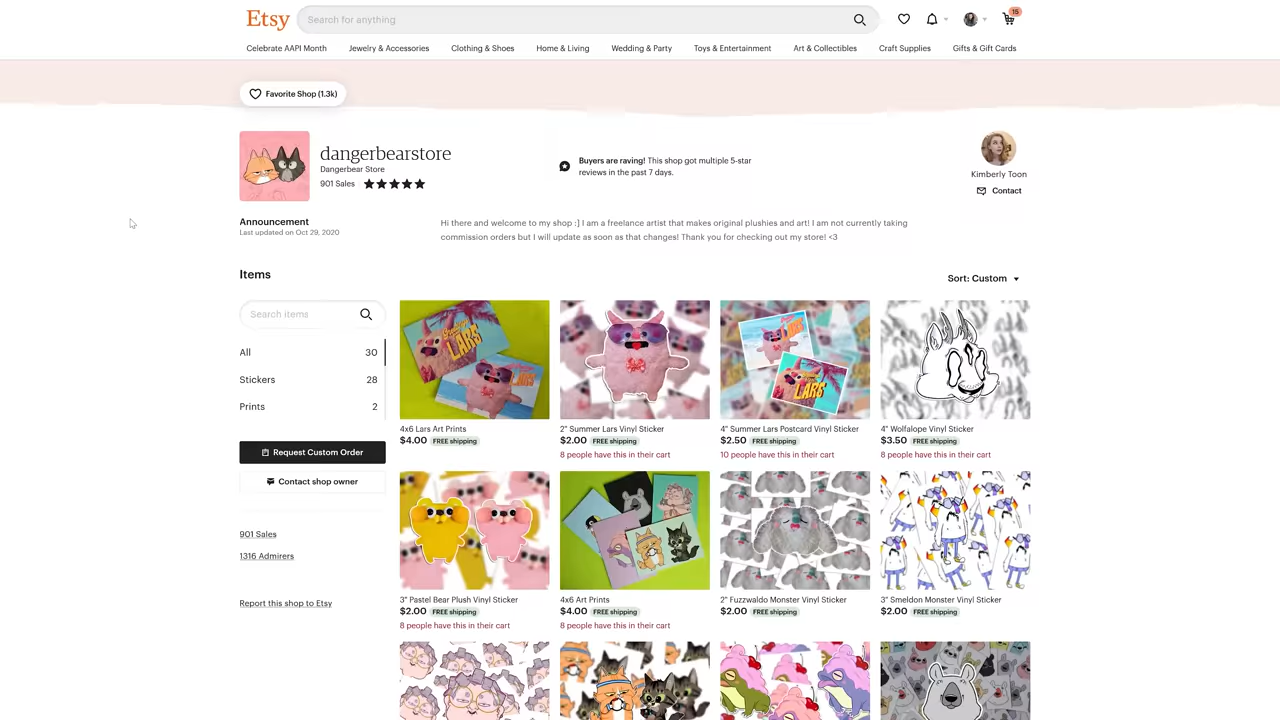 Etsy
Search for anything
15
Celebrate AAPI Month
Jewelry & Accessories
Clothing & Shoes
Home & Living
Wedding & Party
Toys & Entertainment
Art & Collectibles
Craft Supplies
Gifts & Gift Cards
Favorite Shop (1.3k)
dangerbearstore
Dangerbear Store
901 Sales
Buyers are raving! This shop got multiple 5-star
reviews in the past 7 days.
Kimberly Toon
Contact
Announcement
Last updated on Oct 29, 2020
Hi there and welcome to my shop :] I am a freelance artist that makes original plushies and art! I am not currently taking
commission orders but I will update as soon as that changes! Thank you for checking out my store! <3
Items
Sort: Custom
Search items
All 30
Stickers 28
Prints 2
Request Custom Order
Contact shop owner
901 Sales
1316 Admirers
Report this shop to Etsy
LARS
LARS
LARS
4x6 Lars Art Prints
$4.00 FREE shipping
2" Summer Lars Vinyl Sticker
$2.00 FREE shipping
8 people have this in their cart
4" Summer Lars Postcard Vinyl Sticker
$2.50 FREE shipping
10 people have this in their cart
4" Wolfalope Vinyl Sticker
$3.50 FREE shipping
8 people have this in their cart
3" Pastel Bear Plush Vinyl Sticker
$2.00 FREE shipping
8 people have this in their cart
4x6 Art Prints
$4.00 FREE shipping
8 people have this in their cart
2" Fuzzwaldo Monster Vinyl Sticker
$2.00 FREE shipping
3" Smeldon Monster Vinyl Sticker
$2.00 FREE shipping